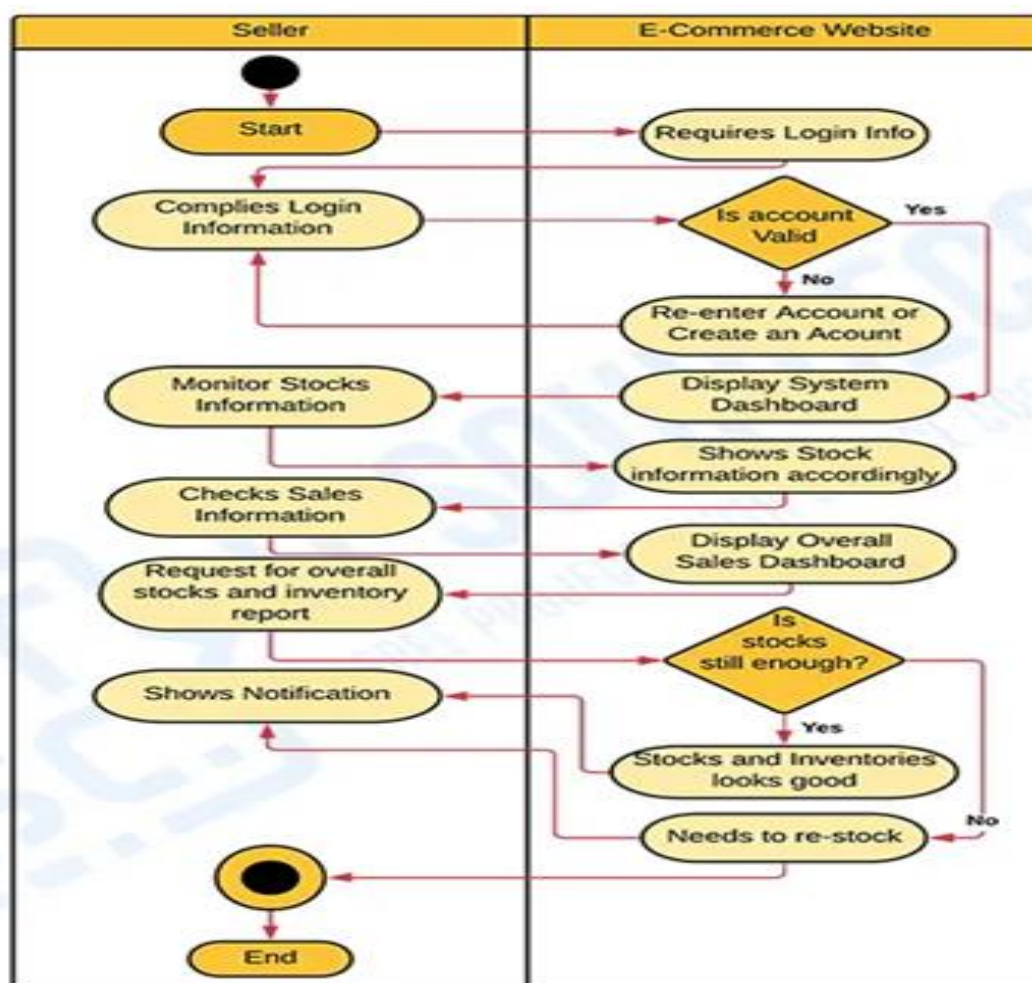 Seller
E-Commerce Website
Start
Requires Login Info
Complies Login
Information
Is account
Valid
Yes
No
Re-enter Account or
Create an Acount
Monitor Stocks
Information
Display System
Dashboard
Shows Stock
information accordingly
Checks Sales
Information
Display Overall
Sales Dashboard
Request for overall
stocks and inventory
report
Is
stocks
still enough?
Shows Notification
Yes
Stocks and Inventories
looks good
No
Needs to re-stock
End